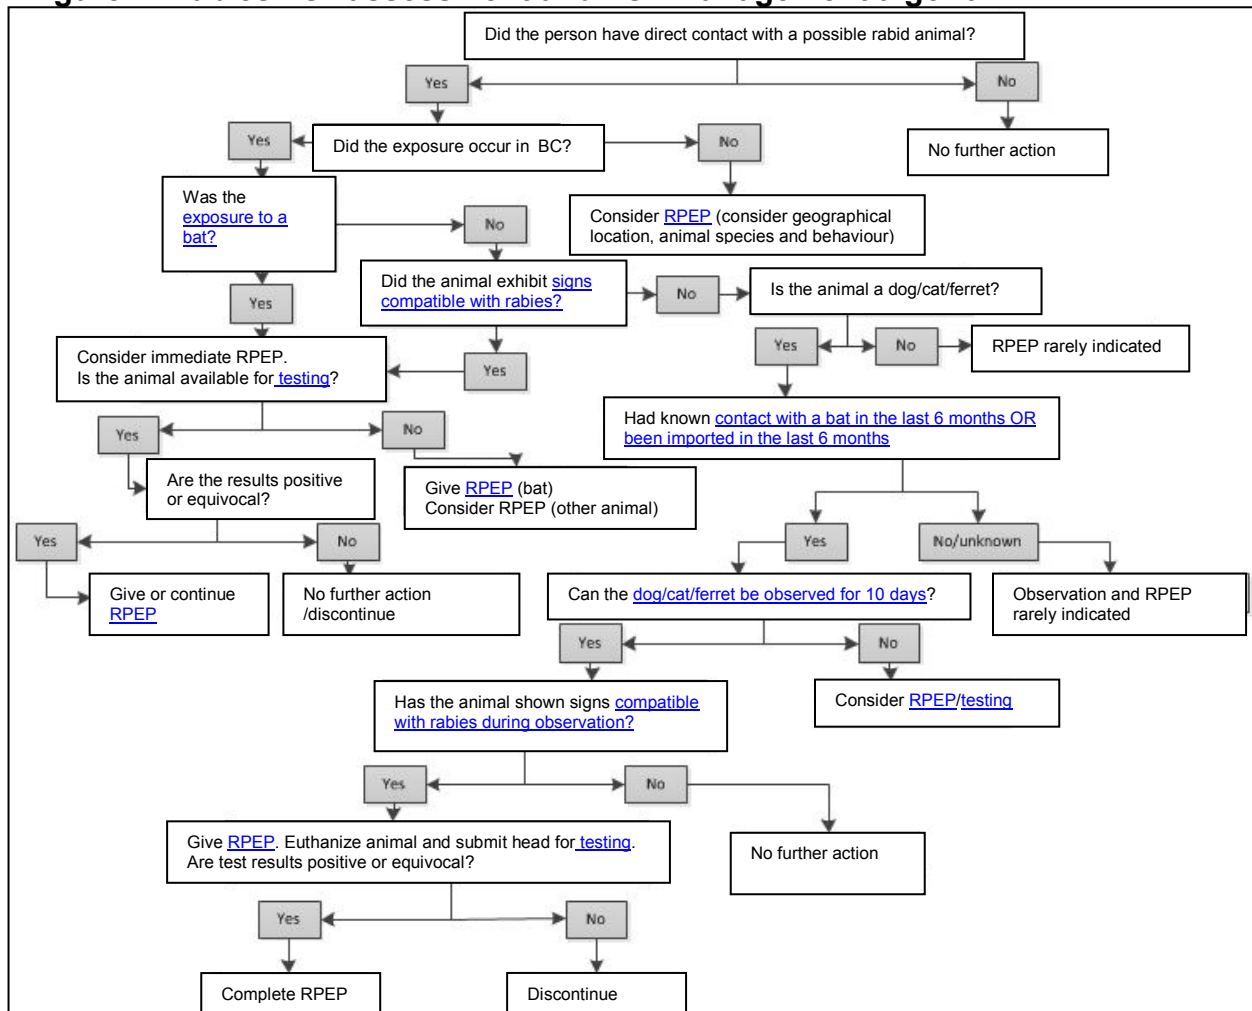 Did the person have direct contact with a possible rabid animal?
Yes
No
Yes
Did the exposure occur in BC?
No
No further action
Was the
exposure to a
bat?
No
Consider RPEP (consider geographical
location, animal species and behaviour)
Did the animal exhibit signs
compatible with rabies?
No
Is the animal a dog/cat/ferret?
Yes
Yes
No
RPEP rarely indicated
Consider immediate RPEP.
Is the animal available for testing?
Yes
Had known contact with a bat in the last 6 months OR
been imported in the last 6 months
Yes
No
Are the results positive
or equivocal?
Give RPEP (bat)
Consider RPEP (other animal)
Yes
No
Yes
No/unknown
Give or continue
RPEP
No further action
/discontinue
Can the dog/cat/ferret be observed for 10 days?
Observation and RPEP
rarely indicated
Yes
No
Has the animal shown signs compatible
with rabies during observation?
Consider RPEP/testing
Yes
No
Give RPEP. Euthanize animal and submit head for testing.
Are test results positive or equivocal?
No further action
Yes
No
Complete RPEP
Discontinue